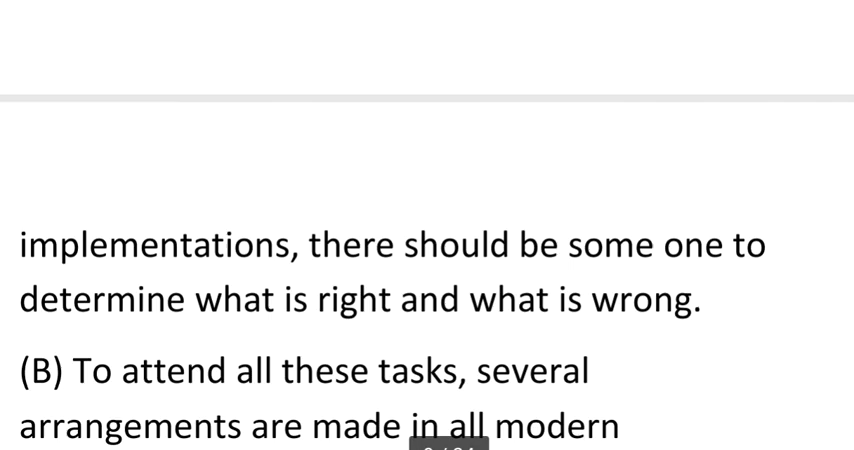 implementations, there should be some one to
determine what is right and what is wrong.
(B) To attend all these tasks, several
arrangements are made in all modern